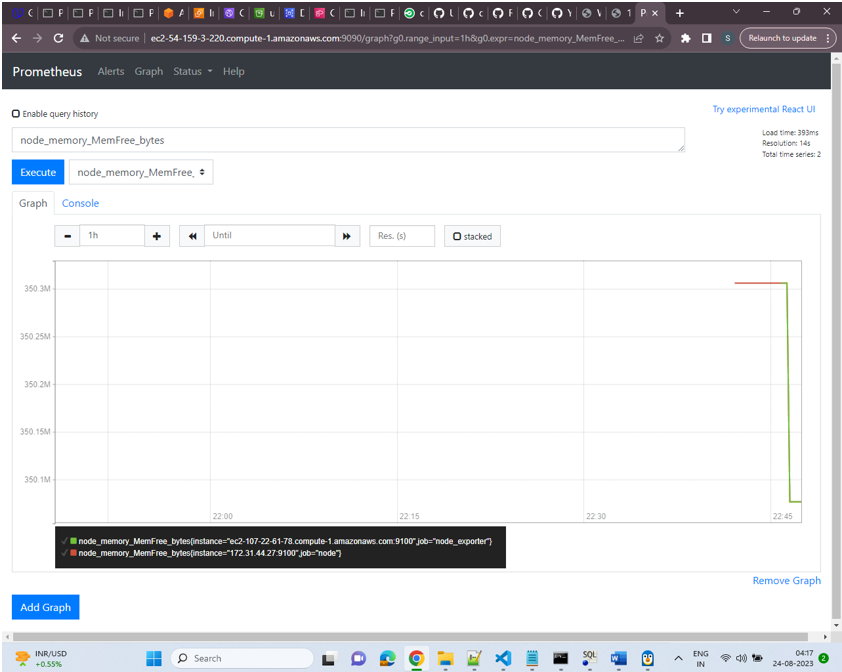 Not secure ec2-54-159-3-220.compute-1.amazonaws.com:9090/graph?g0.range_input=1h&g0.expr=node_memory_MemFree_...
S Relaunch to update
Prometheus Alerts Graph Status Help
Enable query history
Try experimental React UI
node_memory_MemFree_bytes
Load time: 393ms
Resolution: 14s
Total time series: 2
Execute node_memory_MemFree_
Graph Console
1h Until Res. (s) stacked
350.3M
350.25M
350.2M
350.15M
350.1M
22:00 22:15 22:30 22:45
node_memory_MemFree_bytes{instance="ec2-107-22-61-78.compute-1.amazonaws.com:9100",job="node_exporter"}
node_memory_MemFree_bytes{instance="172.31.44.27:9100",job="node"}
Remove Graph
Add Graph
INR/USD
+0.55%
Search
SQL
ENG
IN
04:17
24-08-2023
2